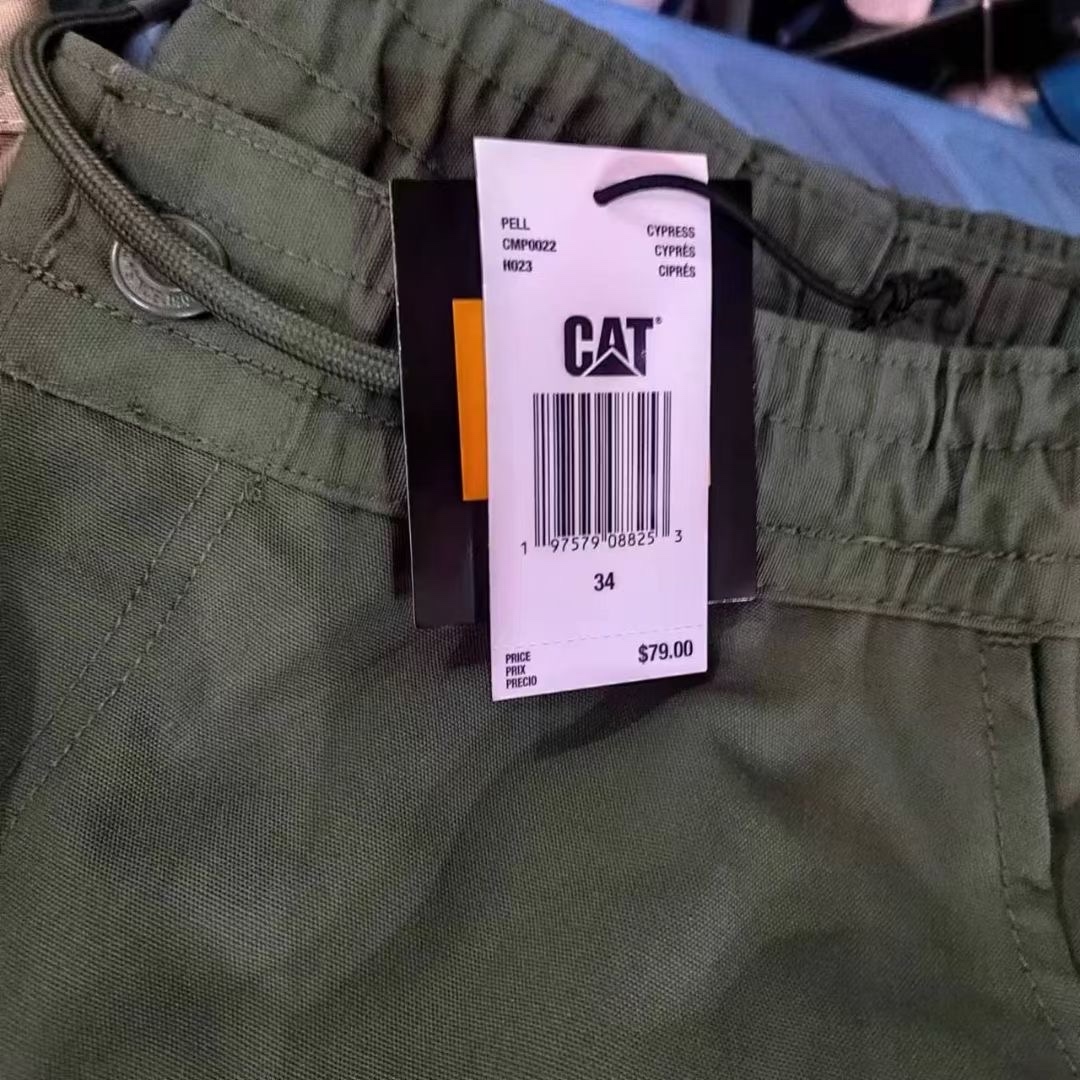 PELL
CMP0022
H023
CYPRESS
CYPRÈS
CIPRÉS
CAT®
1 97579 08825 3
34
PRICE
PRIX
PRECIO
$79.00